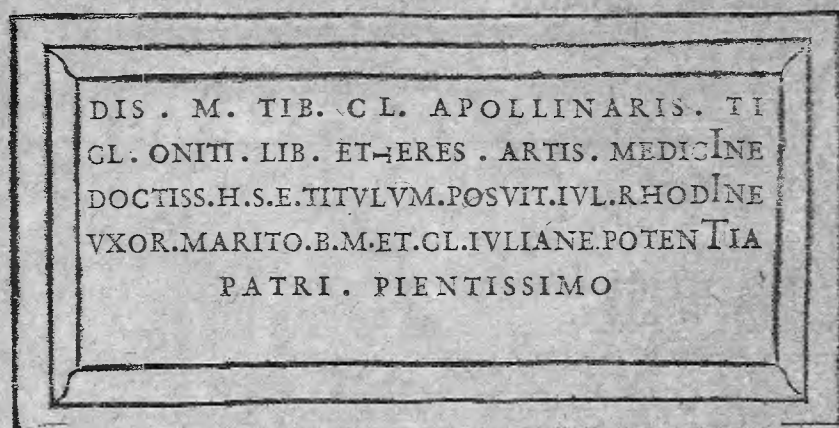 DIS . M. TIB. CL. APOLLINARIS. TI
CL. ONITI. LIB. ET HERES . ARTIS. MEDICINE
DOCTISS.H.S.E.TITVLVM.POSVIT.IVL.RHODINE
VXOR.MARITO.B.M.ET.CL.IVLIANE.POTENTIA
PATRI. PIENTISSIMO